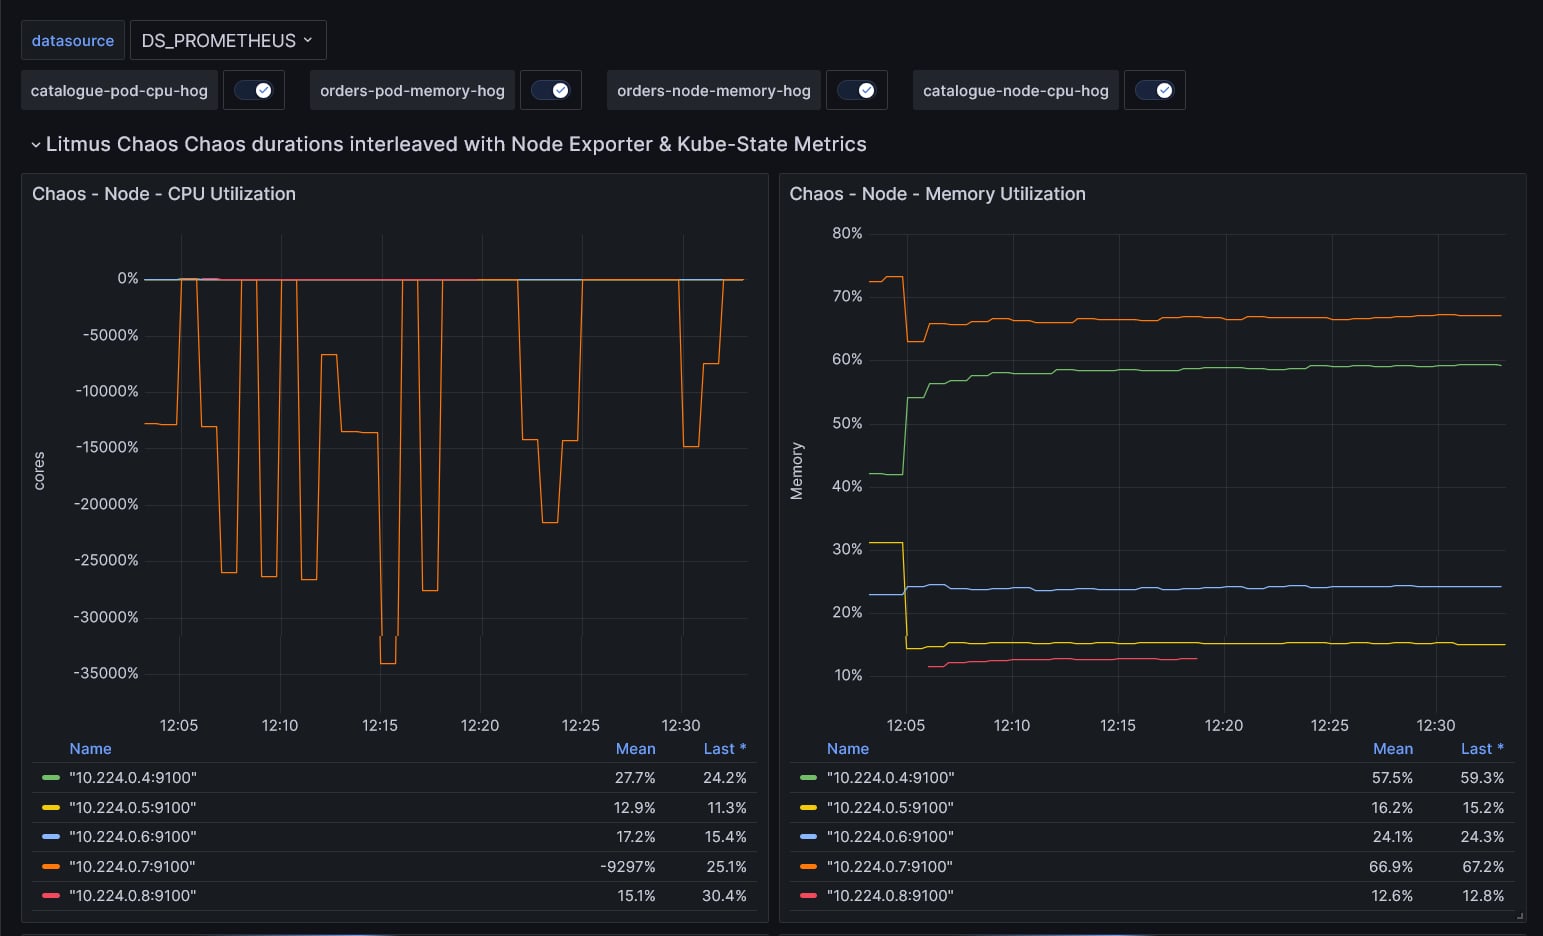 datasource DS_PROMETHEUS
catalogue-pod-cpu-hog orders-pod-memory-hog orders-node-memory-hog catalogue-node-cpu-hog
Litmus Chaos Chaos durations interleaved with Node Exporter & Kube-State Metrics
Chaos - Node - CPU Utilization
0%
-5000%
-10000%
-15000%
-20000%
-25000%
-30000%
-35000%
cores
12:05 12:10 12:15 12:20 12:25 12:30
Name Mean Last *
"10.224.0.4:9100" 27.7% 24.2%
"10.224.0.5:9100" 12.9% 11.3%
"10.224.0.6:9100" 17.2% 15.4%
"10.224.0.7:9100" -9297% 25.1%
"10.224.0.8:9100" 15.1% 30.4%
Chaos - Node - Memory Utilization
80%
70%
60%
50%
40%
30%
20%
10%
Memory
12:05 12:10 12:15 12:20 12:25 12:30
Name Mean Last *
"10.224.0.4:9100" 57.5% 59.3%
"10.224.0.5:9100" 16.2% 15.2%
"10.224.0.6:9100" 24.1% 24.3%
"10.224.0.7:9100" 66.9% 67.2%
"10.224.0.8:9100" 12.6% 12.8%